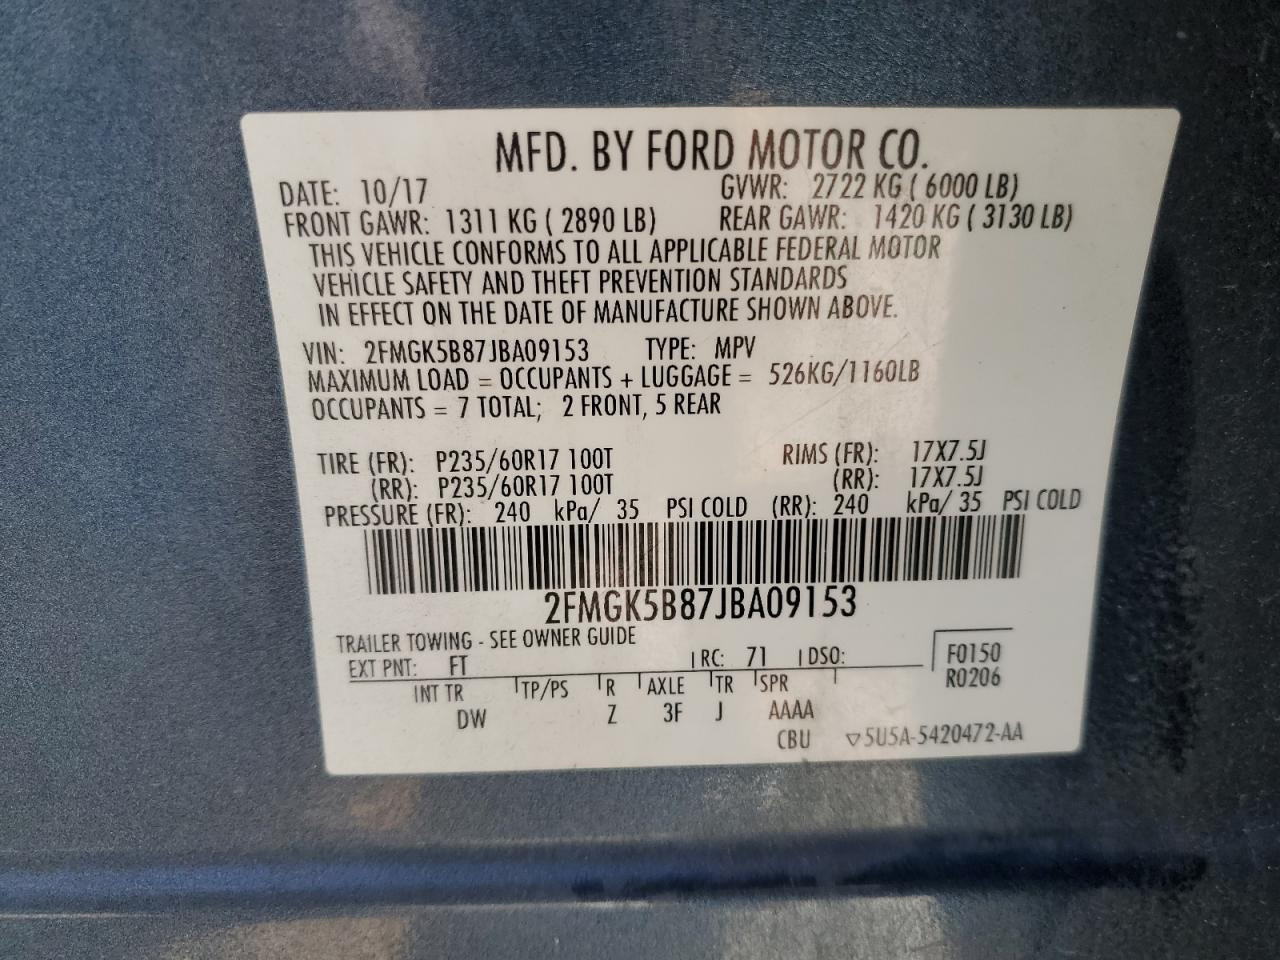 MFD. BY FORD MOTOR CO.
DATE: 10/17 GVWR: 2722 KG ( 6000 LB)
FRONT GAWR: 1311 KG ( 2890 LB) REAR GAWR: 1420 KG ( 3130 LB)
THIS VEHICLE CONFORMS TO ALL APPLICABLE FEDERAL MOTOR
VEHICLE SAFETY AND THEFT PREVENTION STANDARDS
IN EFFECT ON THE DATE OF MANUFACTURE SHOWN ABOVE.
VIN: 2FMGK5B87JBA09153 TYPE: MPV
MAXIMUM LOAD = OCCUPANTS + LUGGAGE = 526KG/1160LB
OCCUPANTS = 7 TOTAL; 2 FRONT, 5 REAR
TIRE (FR): P235/60R17 100T RIMS (FR): 17X7.5J
(RR): P235/60R17 100T (RR): 17X7.5J
PRESSURE (FR): 240 kPa/ 35 PSI COLD (RR): 240 kPa/ 35 PSI COLD
2FMGK5B87JBA09153
TRAILER TOWING - SEE OWNER GUIDE
EXT PNT: FT RC: 71 DSO: F0150
R0206
INT TR TP/PS R AXLE TR SPR
DW Z 3F J AAAA
CBU ▽5U5A-5420472-AA